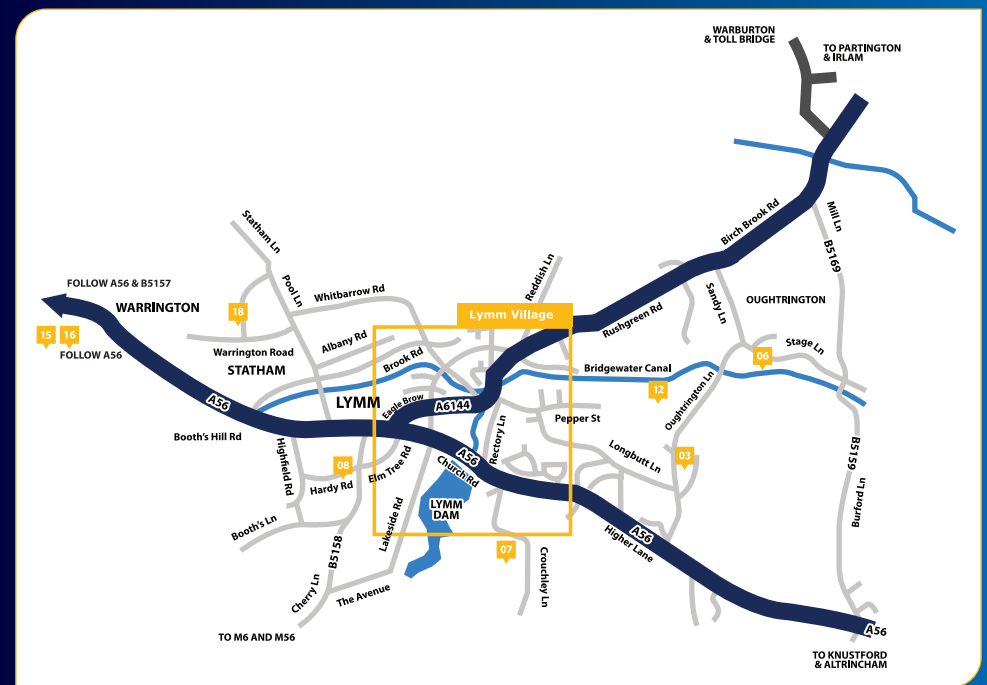 WARBURTON
& TOLL BRIDGE
TO PARTINGTON
& IRLAM
Mill Ln
B5169
Birch Brook Rd
Statham Ln
Pool Ln
Reddish Ln
FOLLOW A56 & B5157
WARRINGTON
15 16
FOLLOW A56
18
Whitbarrow Rd
Lymm Village
Rushgreen Rd
Sandy Ln
OUGHTRINGTON
Stage Ln
06
Warrington Road
STATHAM
Albany Rd
Brook Rd
Bridgewater Canal
12
Oughtrington Ln
A56
LYMM
Eagle Brow
A6144
Booth's Hill Rd
Highfield Rd
Rectory Ln
Pepper St
Longbutt Ln
03
B5159
Burford Ln
08
Hardy Rd
Elm Tree Rd
A56
Church Rd
LYMM
DAM
Lakeside Rd
Booth's Ln
B5158
07
Crouchley Ln
A56
Higher Lane
Cherry Ln
The Avenue
TO M6 AND M56
A56
TO KNUSTFORD
& ALTRINCHAM